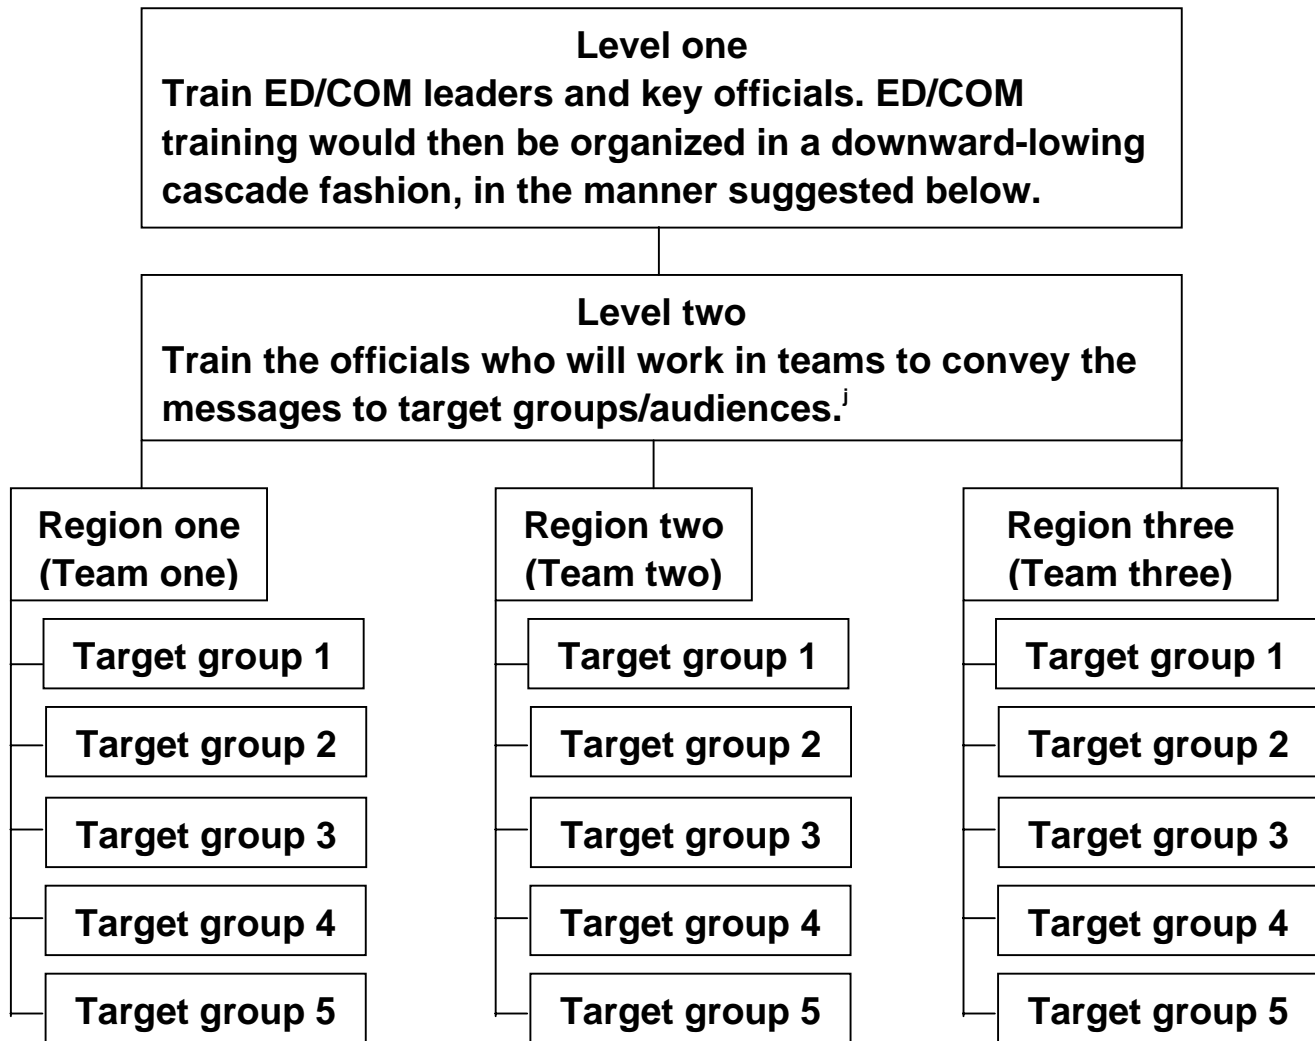 Level one
Train ED/COM leaders and key officials. ED/COM
training would then be organized in a downward-lowing
cascade fashion, in the manner suggested below.
Level two
Train the officials who will work in teams to convey the
messages to target groups/audiences.j
Region one
(Team one)
Target group 1
Target group 2
Target group 3
Target group 4
Target group 5
Region two
(Team two)
Target group 1
Target group 2
Target group 3
Target group 4
Target group 5
Region three
(Team three)
Target group 1
Target group 2
Target group 3
Target group 4
Target group 5